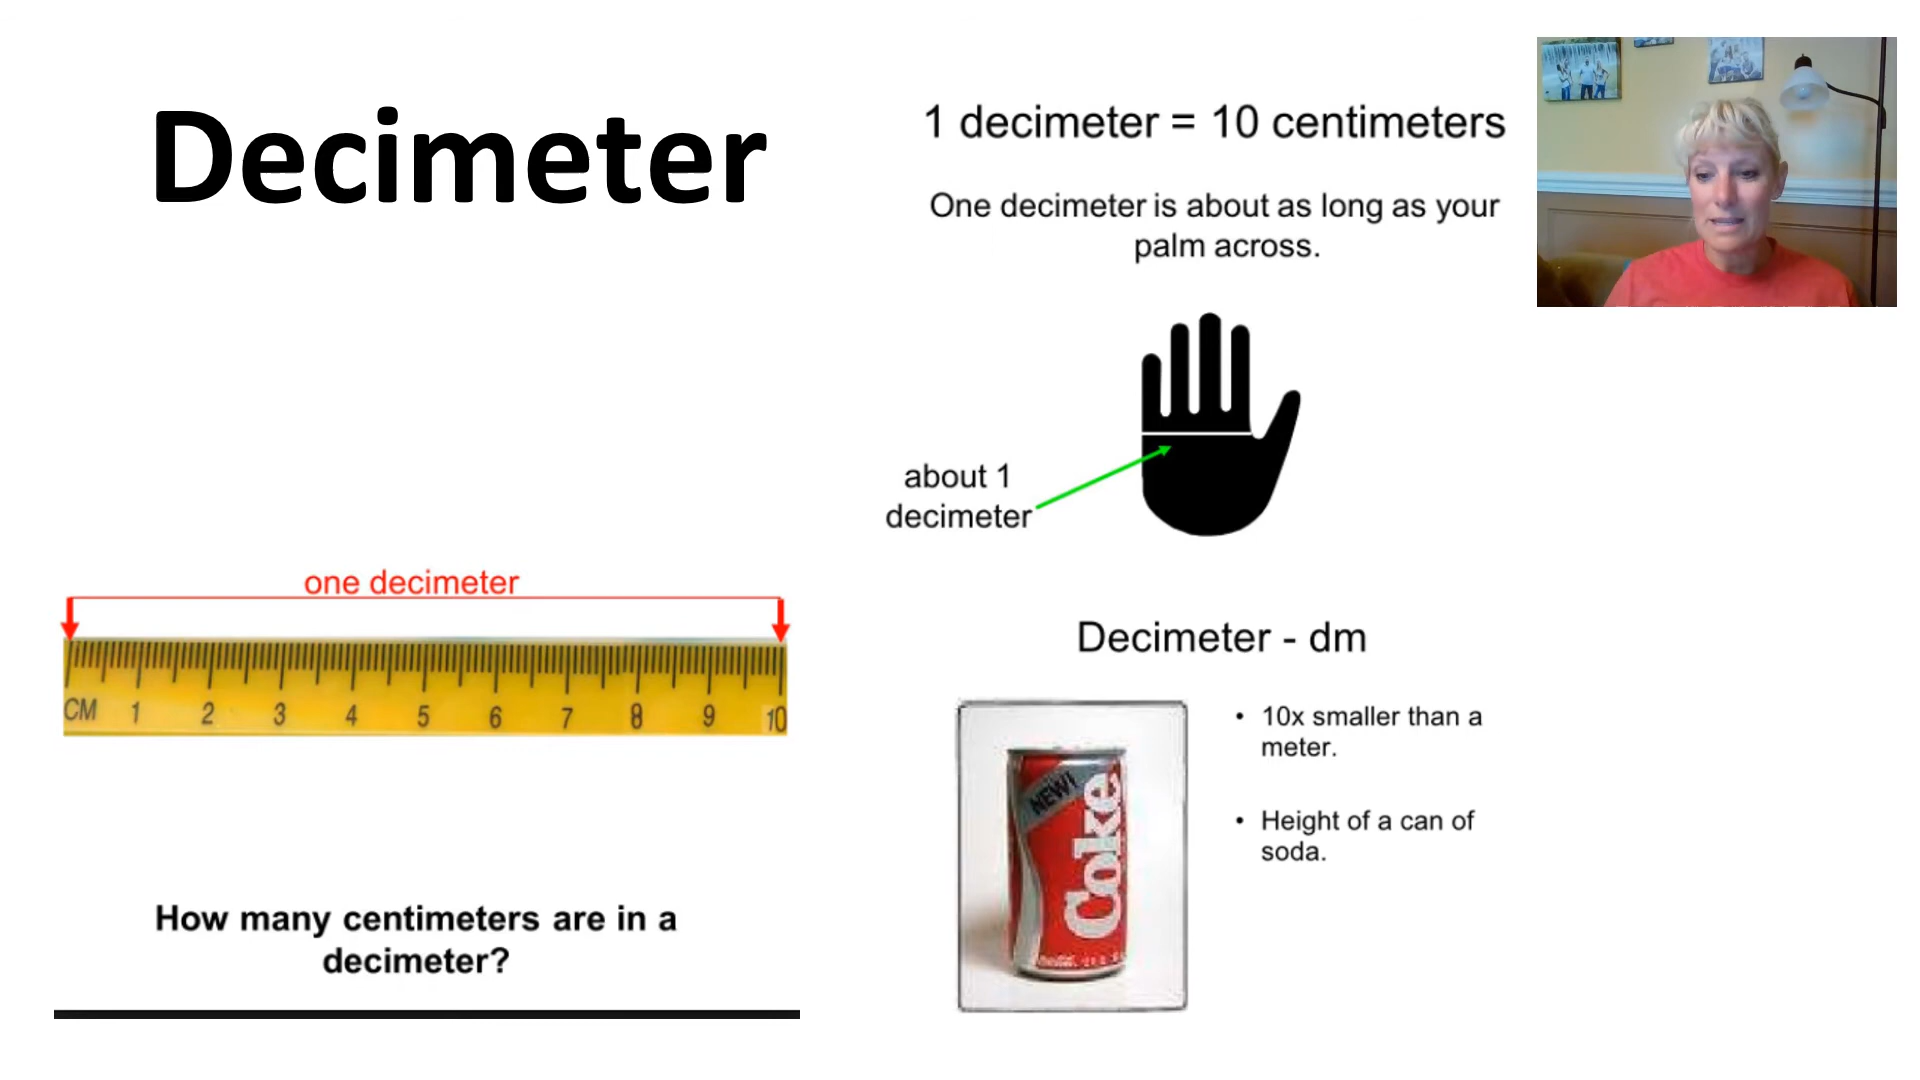 Decimeter
one decimeter
CM 1 2 3 4 5 6 7 8 9 10
How many centimeters are in a
decimeter?
1 decimeter = 10 centimeters
One decimeter is about as long as your
palm across.
about 1
decimeter
Decimeter - dm
NEW!
Coke
• 10x smaller than a
meter.
• Height of a can of
soda.